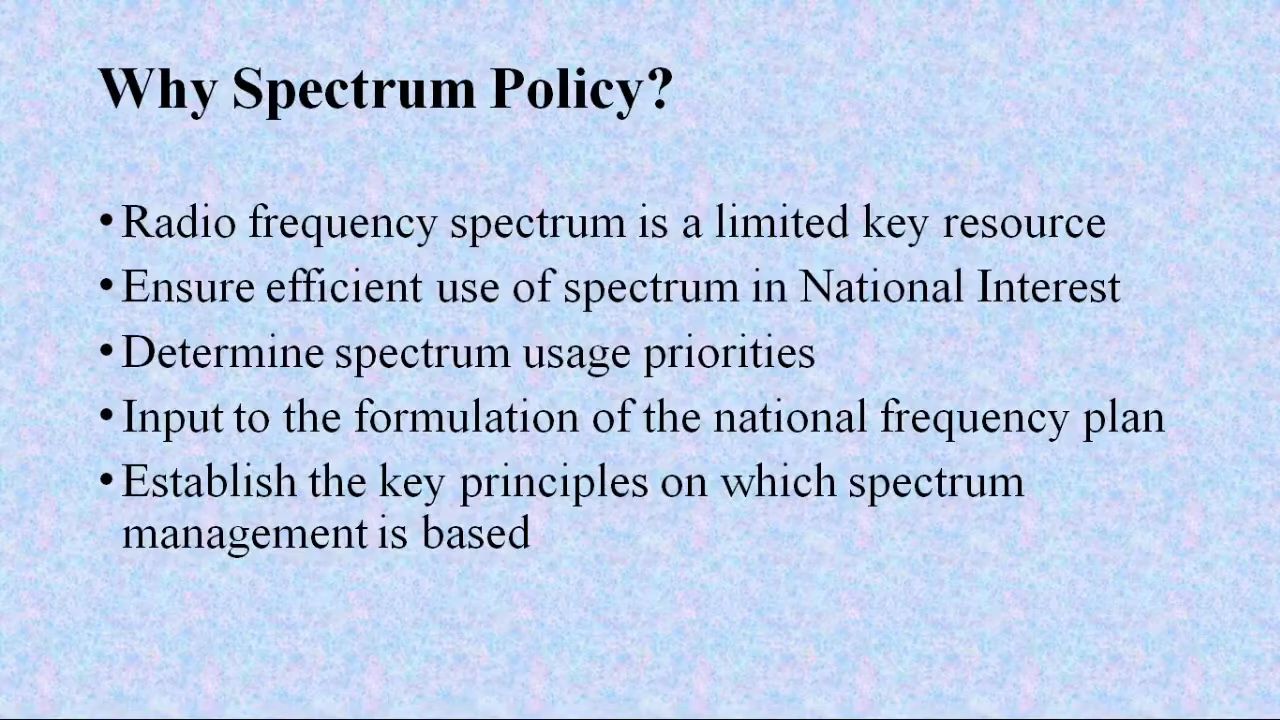 Why Spectrum Policy?
• Radio frequency spectrum is a limited key resource
• Ensure efficient use of spectrum in National Interest
• Determine spectrum usage priorities
• Input to the formulation of the national frequency plan
• Establish the key principles on which spectrum
management is based